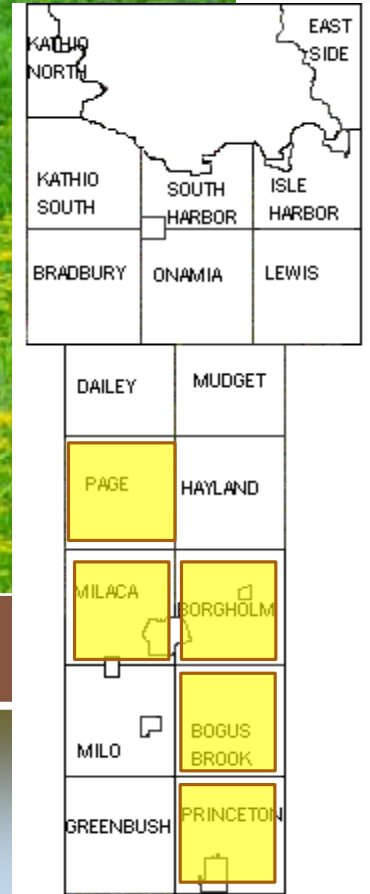 EAST
SIDE
KATHIO
NORTH
KATHIO
SOUTH
SOUTH
HARBOR
ISLE
HARBOR
BRADBURY
ONAMIA
LEWIS
DAILEY
MUDGET
PAGE
HAYLAND
MILACA
BORGHOLM
MILO
BOGUS
BROOK
GREENBUSH
PRINCETON